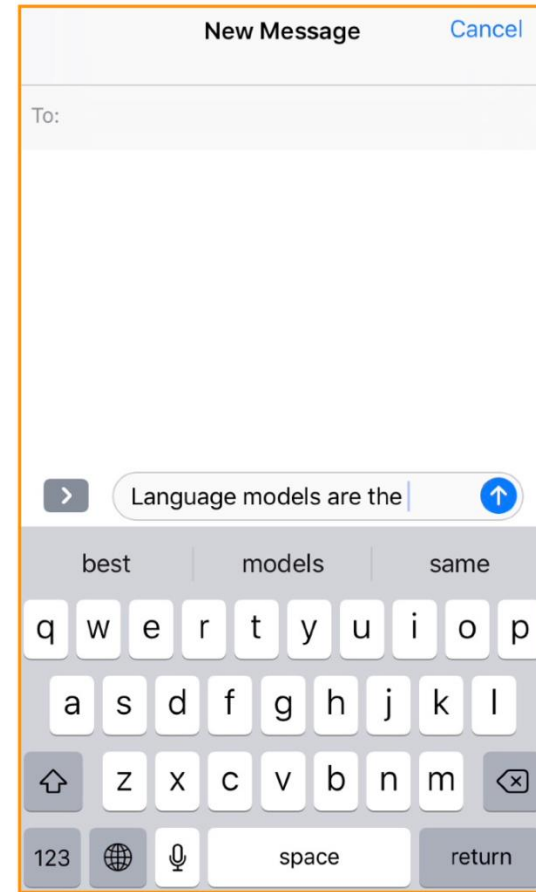 New Message Cancel
To:
Language models are the
best models same
q w e r t y u i o p
a s d f g h j k l
z x c v b n m
123 space return